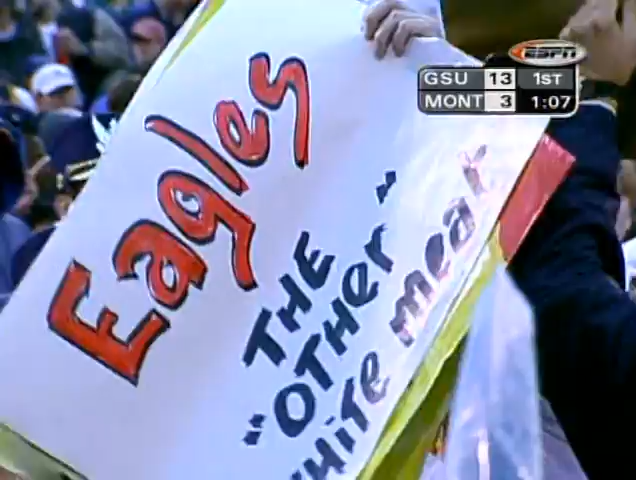 Eagles
THE
"OTHER"
white meat
ESPN
GSU 13 1ST
MONT 3 1:07